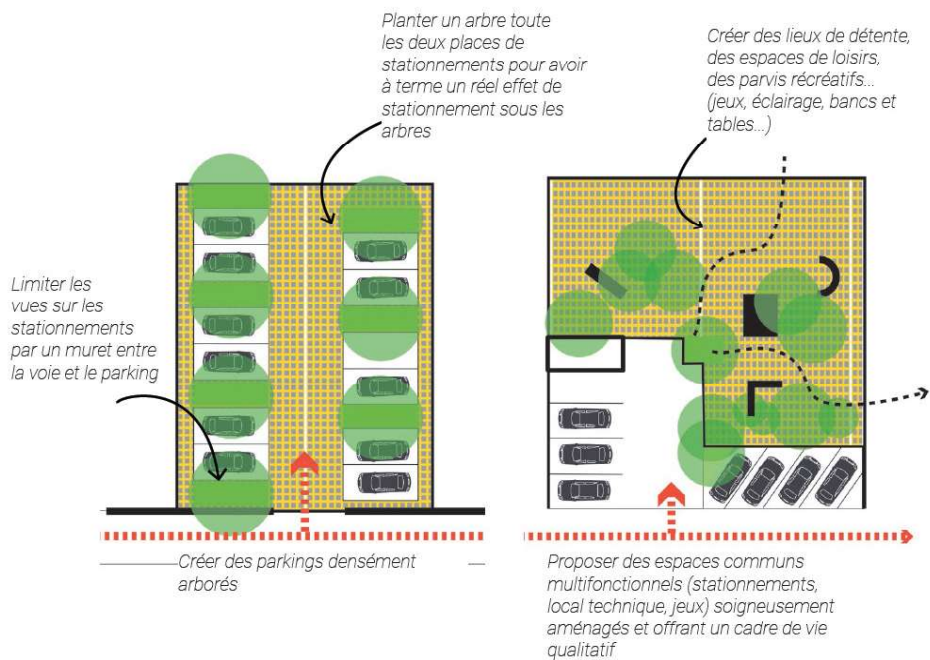 Planter un arbre toute
les deux places de
stationnements pour avoir
à terme un réel effet de
stationnement sous les
arbres
Créer des lieux de détente,
des espaces de loisirs,
des parvis récréatifs...
(jeux, éclairage, bancs et
tables...)
Limiter les
vues sur les
stationnements
par un muret entre
la voie et le parking
Créer des parkings densément
arborés
Proposer des espaces communs
multifonctionnels (stationnements,
local technique, jeux) soigneusement
aménagés et offrant un cadre de vie
qualitatif